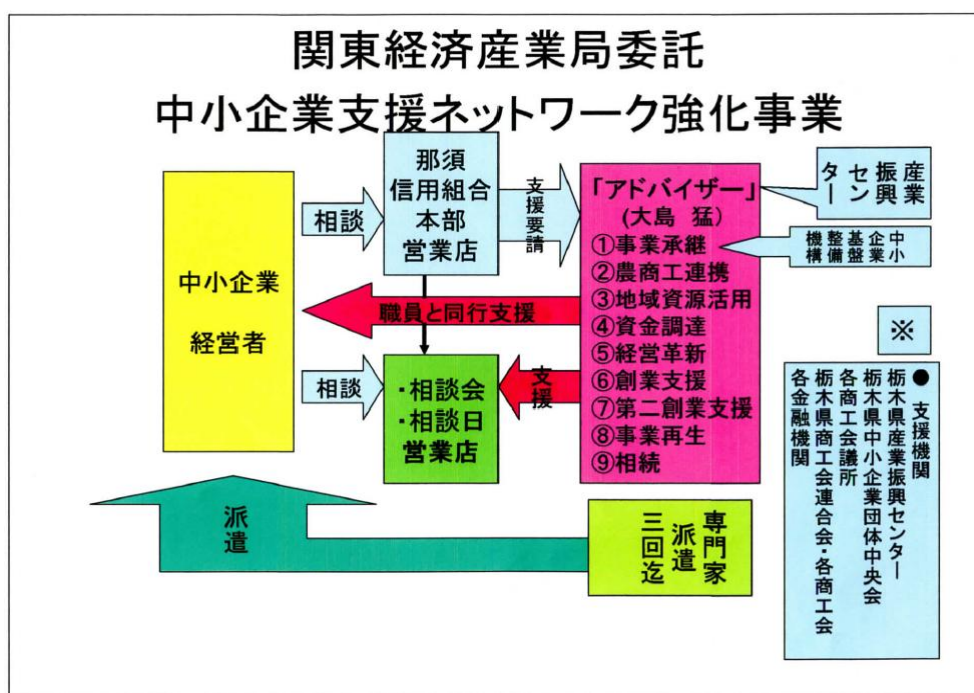 関東経済産業局委託
中小企業支援ネットワーク強化事業
中小企業
経営者
相談
那須
信用組合
本部
営業店
支援要請
「アドバイザー」
(大島 猛)
①事業承継
②農商工連携
③地域資源活用
④資金調達
⑤経営革新
⑥創業支援
⑦第二創業支援
⑧事業再生
⑨相続
産業
振興
セン
ター
中小
企業
基盤
整備
機構
職員と同行支援
相談
・相談会
・相談日
営業店
支援
派遣
専門家
派遣
三回迄
※
● 支援機関
栃木県産業振興センター
栃木県中小企業団体中央会
各商工会議所
栃木県商工会連合会・各商工会
各金融機関